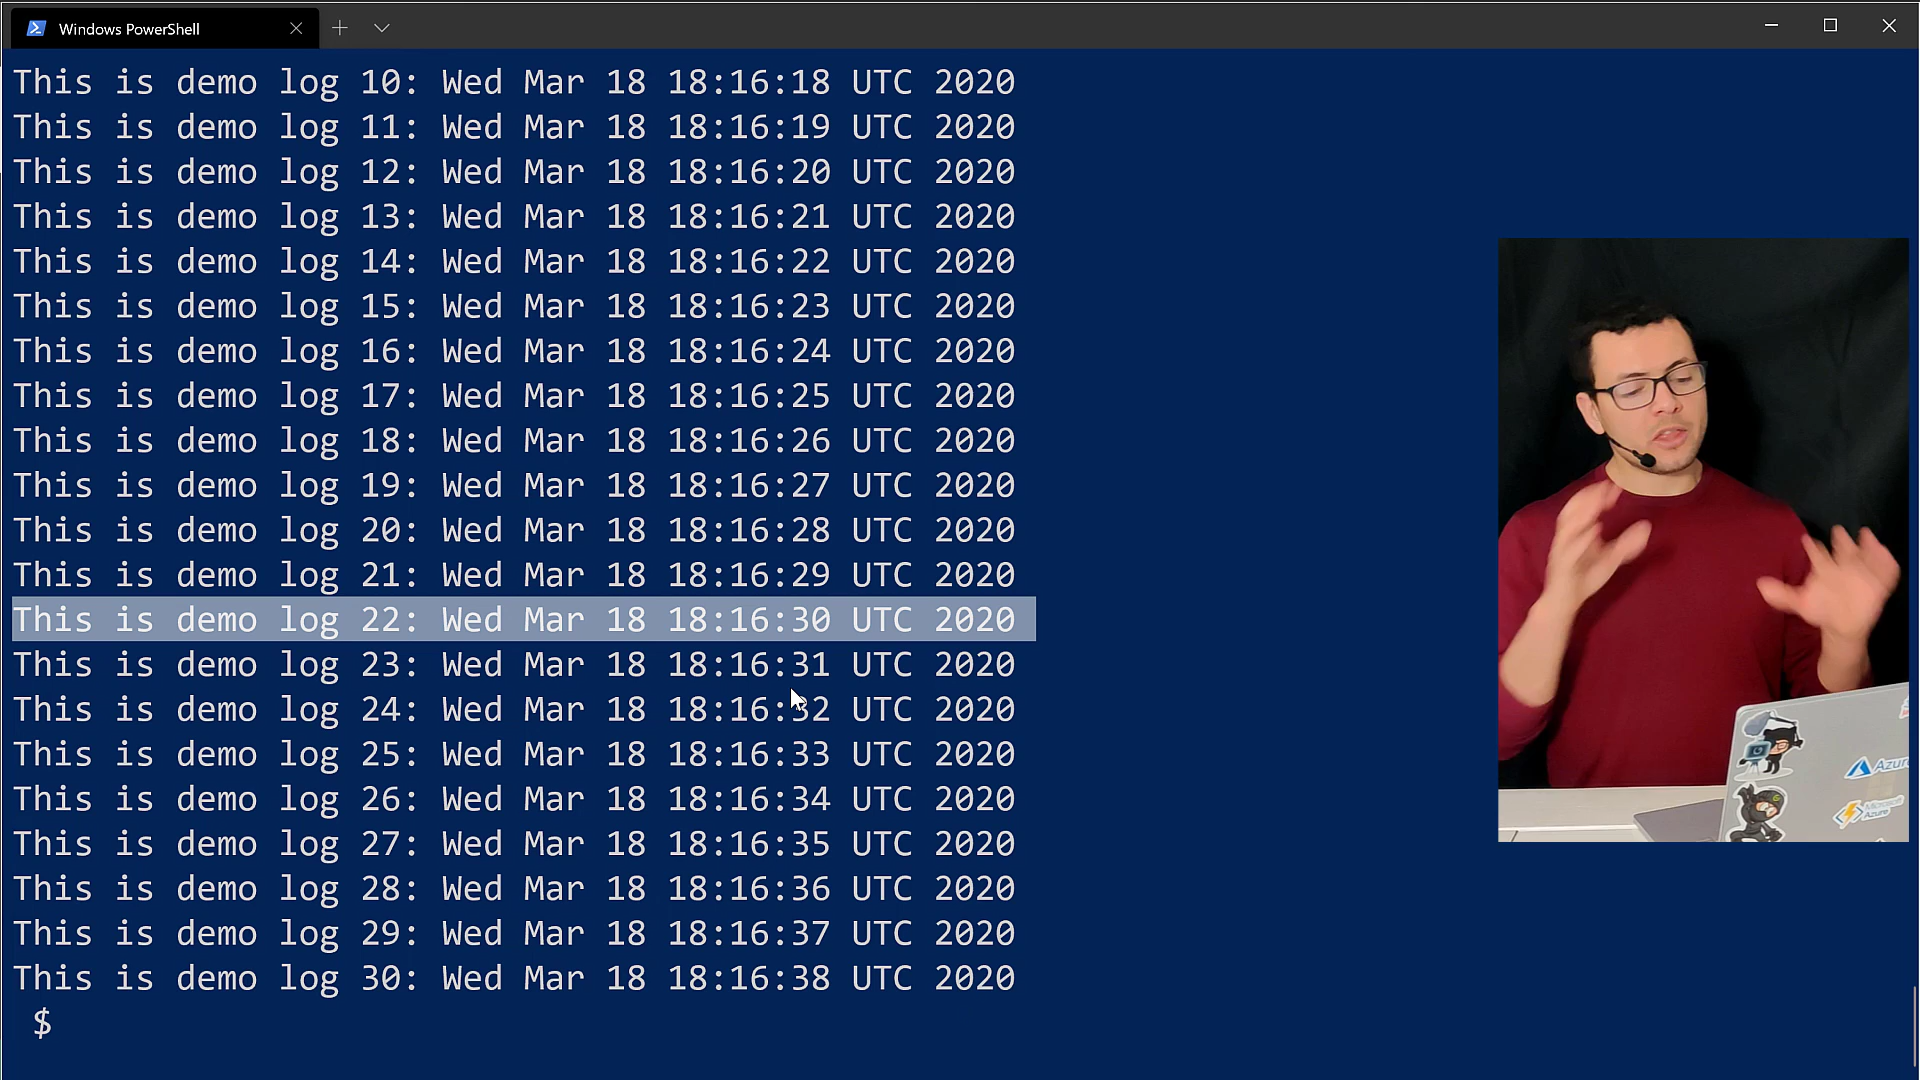 Windows PowerShell
This is demo log 10: Wed Mar 18 18:16:18 UTC 2020
This is demo log 11: Wed Mar 18 18:16:19 UTC 2020
This is demo log 12: Wed Mar 18 18:16:20 UTC 2020
This is demo log 13: Wed Mar 18 18:16:21 UTC 2020
This is demo log 14: Wed Mar 18 18:16:22 UTC 2020
This is demo log 15: Wed Mar 18 18:16:23 UTC 2020
This is demo log 16: Wed Mar 18 18:16:24 UTC 2020
This is demo log 17: Wed Mar 18 18:16:25 UTC 2020
This is demo log 18: Wed Mar 18 18:16:26 UTC 2020
This is demo log 19: Wed Mar 18 18:16:27 UTC 2020
This is demo log 20: Wed Mar 18 18:16:28 UTC 2020
This is demo log 21: Wed Mar 18 18:16:29 UTC 2020
This is demo log 22: Wed Mar 18 18:16:30 UTC 2020
This is demo log 23: Wed Mar 18 18:16:31 UTC 2020
This is demo log 24: Wed Mar 18 18:16:32 UTC 2020
This is demo log 25: Wed Mar 18 18:16:33 UTC 2020
This is demo log 26: Wed Mar 18 18:16:34 UTC 2020
This is demo log 27: Wed Mar 18 18:16:35 UTC 2020
This is demo log 28: Wed Mar 18 18:16:36 UTC 2020
This is demo log 29: Wed Mar 18 18:16:37 UTC 2020
This is demo log 30: Wed Mar 18 18:16:38 UTC 2020
$
Azure
Microsoft
Azure